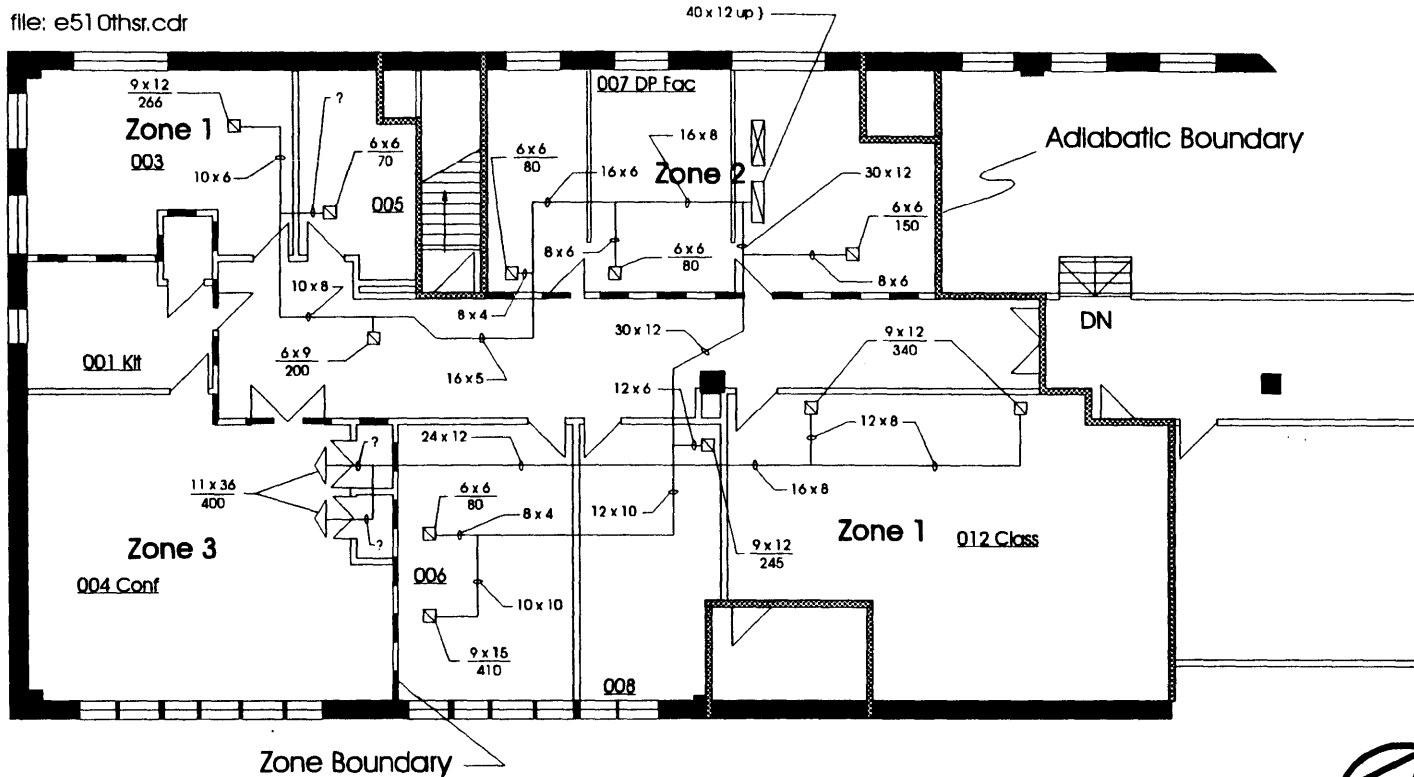 file: e510thsr.cdr
40 x 12 up }
007 DP Fac
9 x 12
266
?
Zone 1
003
6 x 6
70
6 x 6
80
16 x 8
Adiabatic Boundary
10 x 6
16 x 6
Zone 2
30 x 12
005
6 x 6
150
8 x 6
6 x 6
80
8 x 6
10 x 8
8 x 4
DN
30 x 12
9 x 12
340
001 Kit
6 x 9
200
16 x 5
12 x 6
24 x 12
12 x 8
?
11 x 36
400
6 x 6
80
16 x 8
8 x 4
12 x 10
Zone 1
012 Class
?
Zone 3
9 x 12
245
004 Conf
006
10 x 10
9 x 15
410
008
Zone Boundary